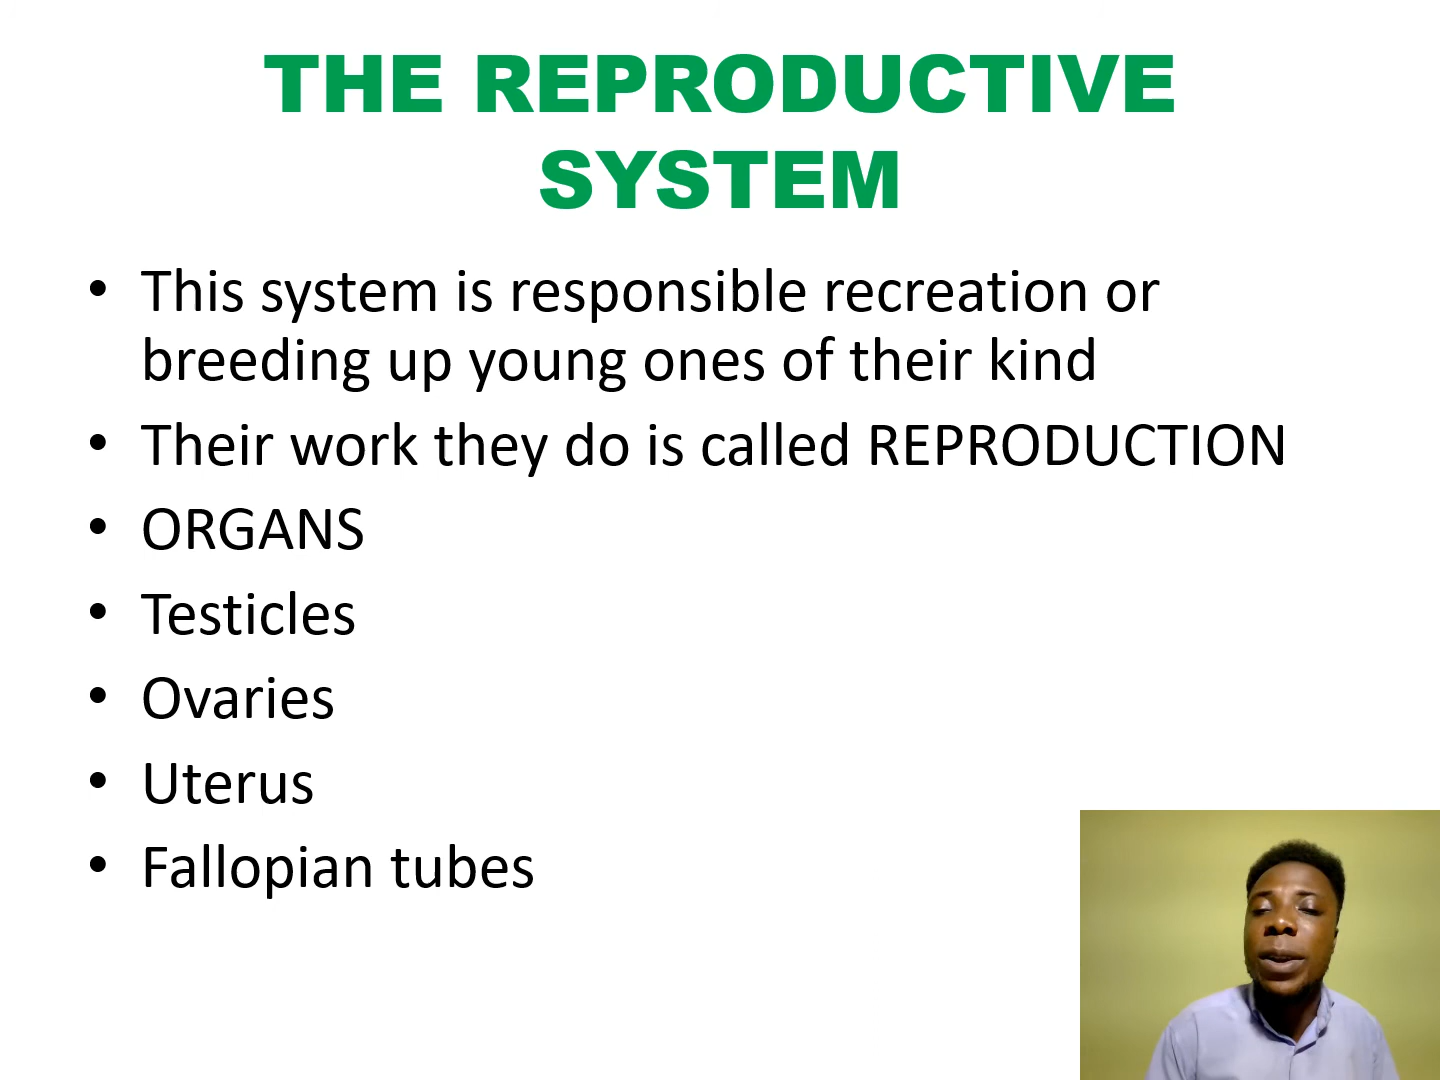 THE REPRODUCTIVE
SYSTEM
• This system is responsible recreation or
breeding up young ones of their kind
• Their work they do is called REPRODUCTION
• ORGANS
• Testicles
• Ovaries
• Uterus
• Fallopian tubes